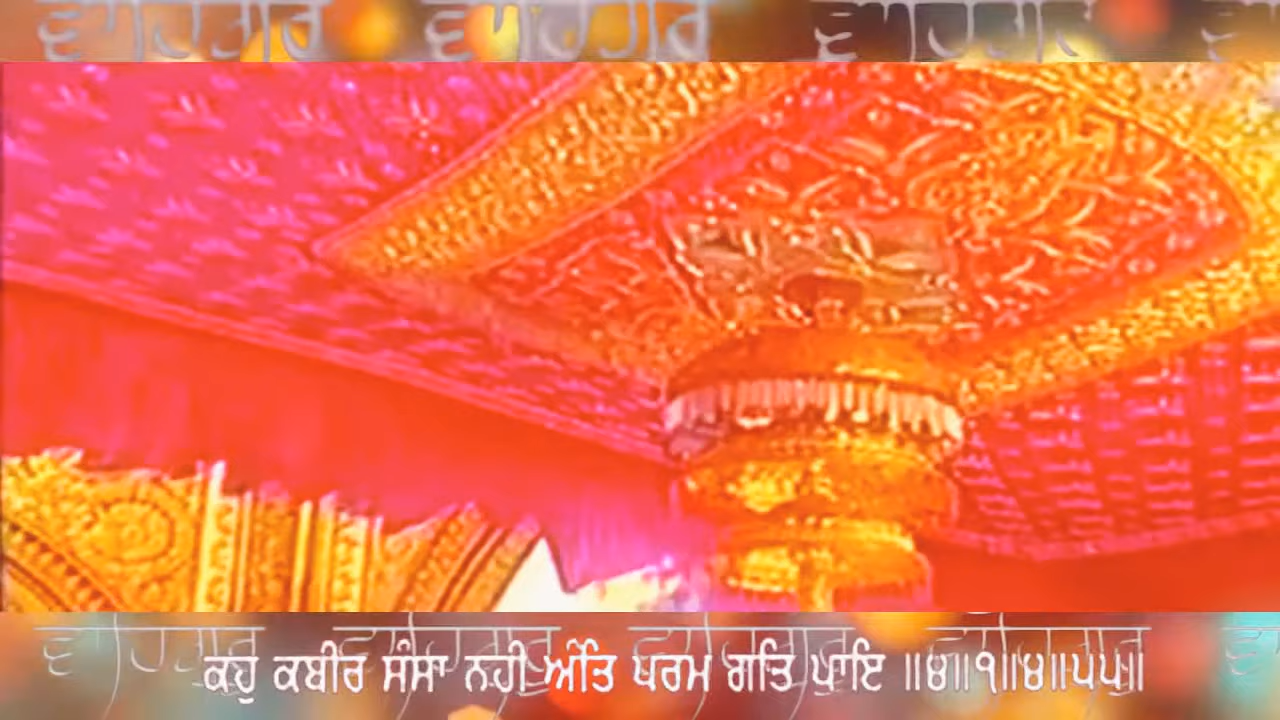 ਵਾਹਿਗੁਰ ਵਾਹਿਗੁਰ ਵਾਹਿਗੁਰ
ਵਾਹਿਗੁਰ ਵਾਹਿਗੁਰ ਵਾਹਿਗੁਰ ਵਾਹਿਗੁਰ
ਕਹੁ ਕਬੀਰ ਸੰਸਾ ਨਹੀ ਅੰਤਿ ਪਰਮ ਗਤਿ ਪਾਇ ॥੪॥੧॥੪॥੫੫॥